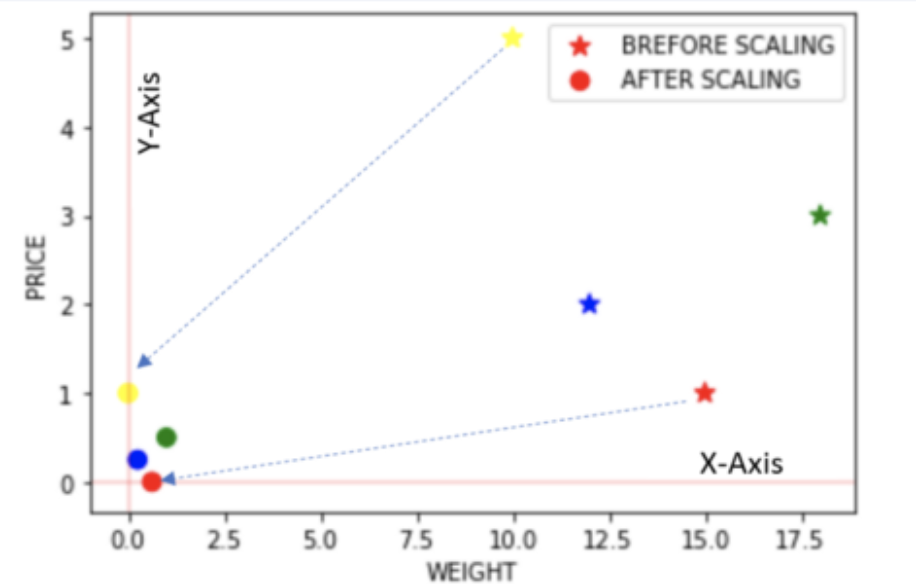 BREFORE SCALING
AFTER SCALING
Y-Axis
PRICE
5
4
3
2
1
0
X-Axis
0.0 2.5 5.0 7.5 10.0 12.5 15.0 17.5
WEIGHT